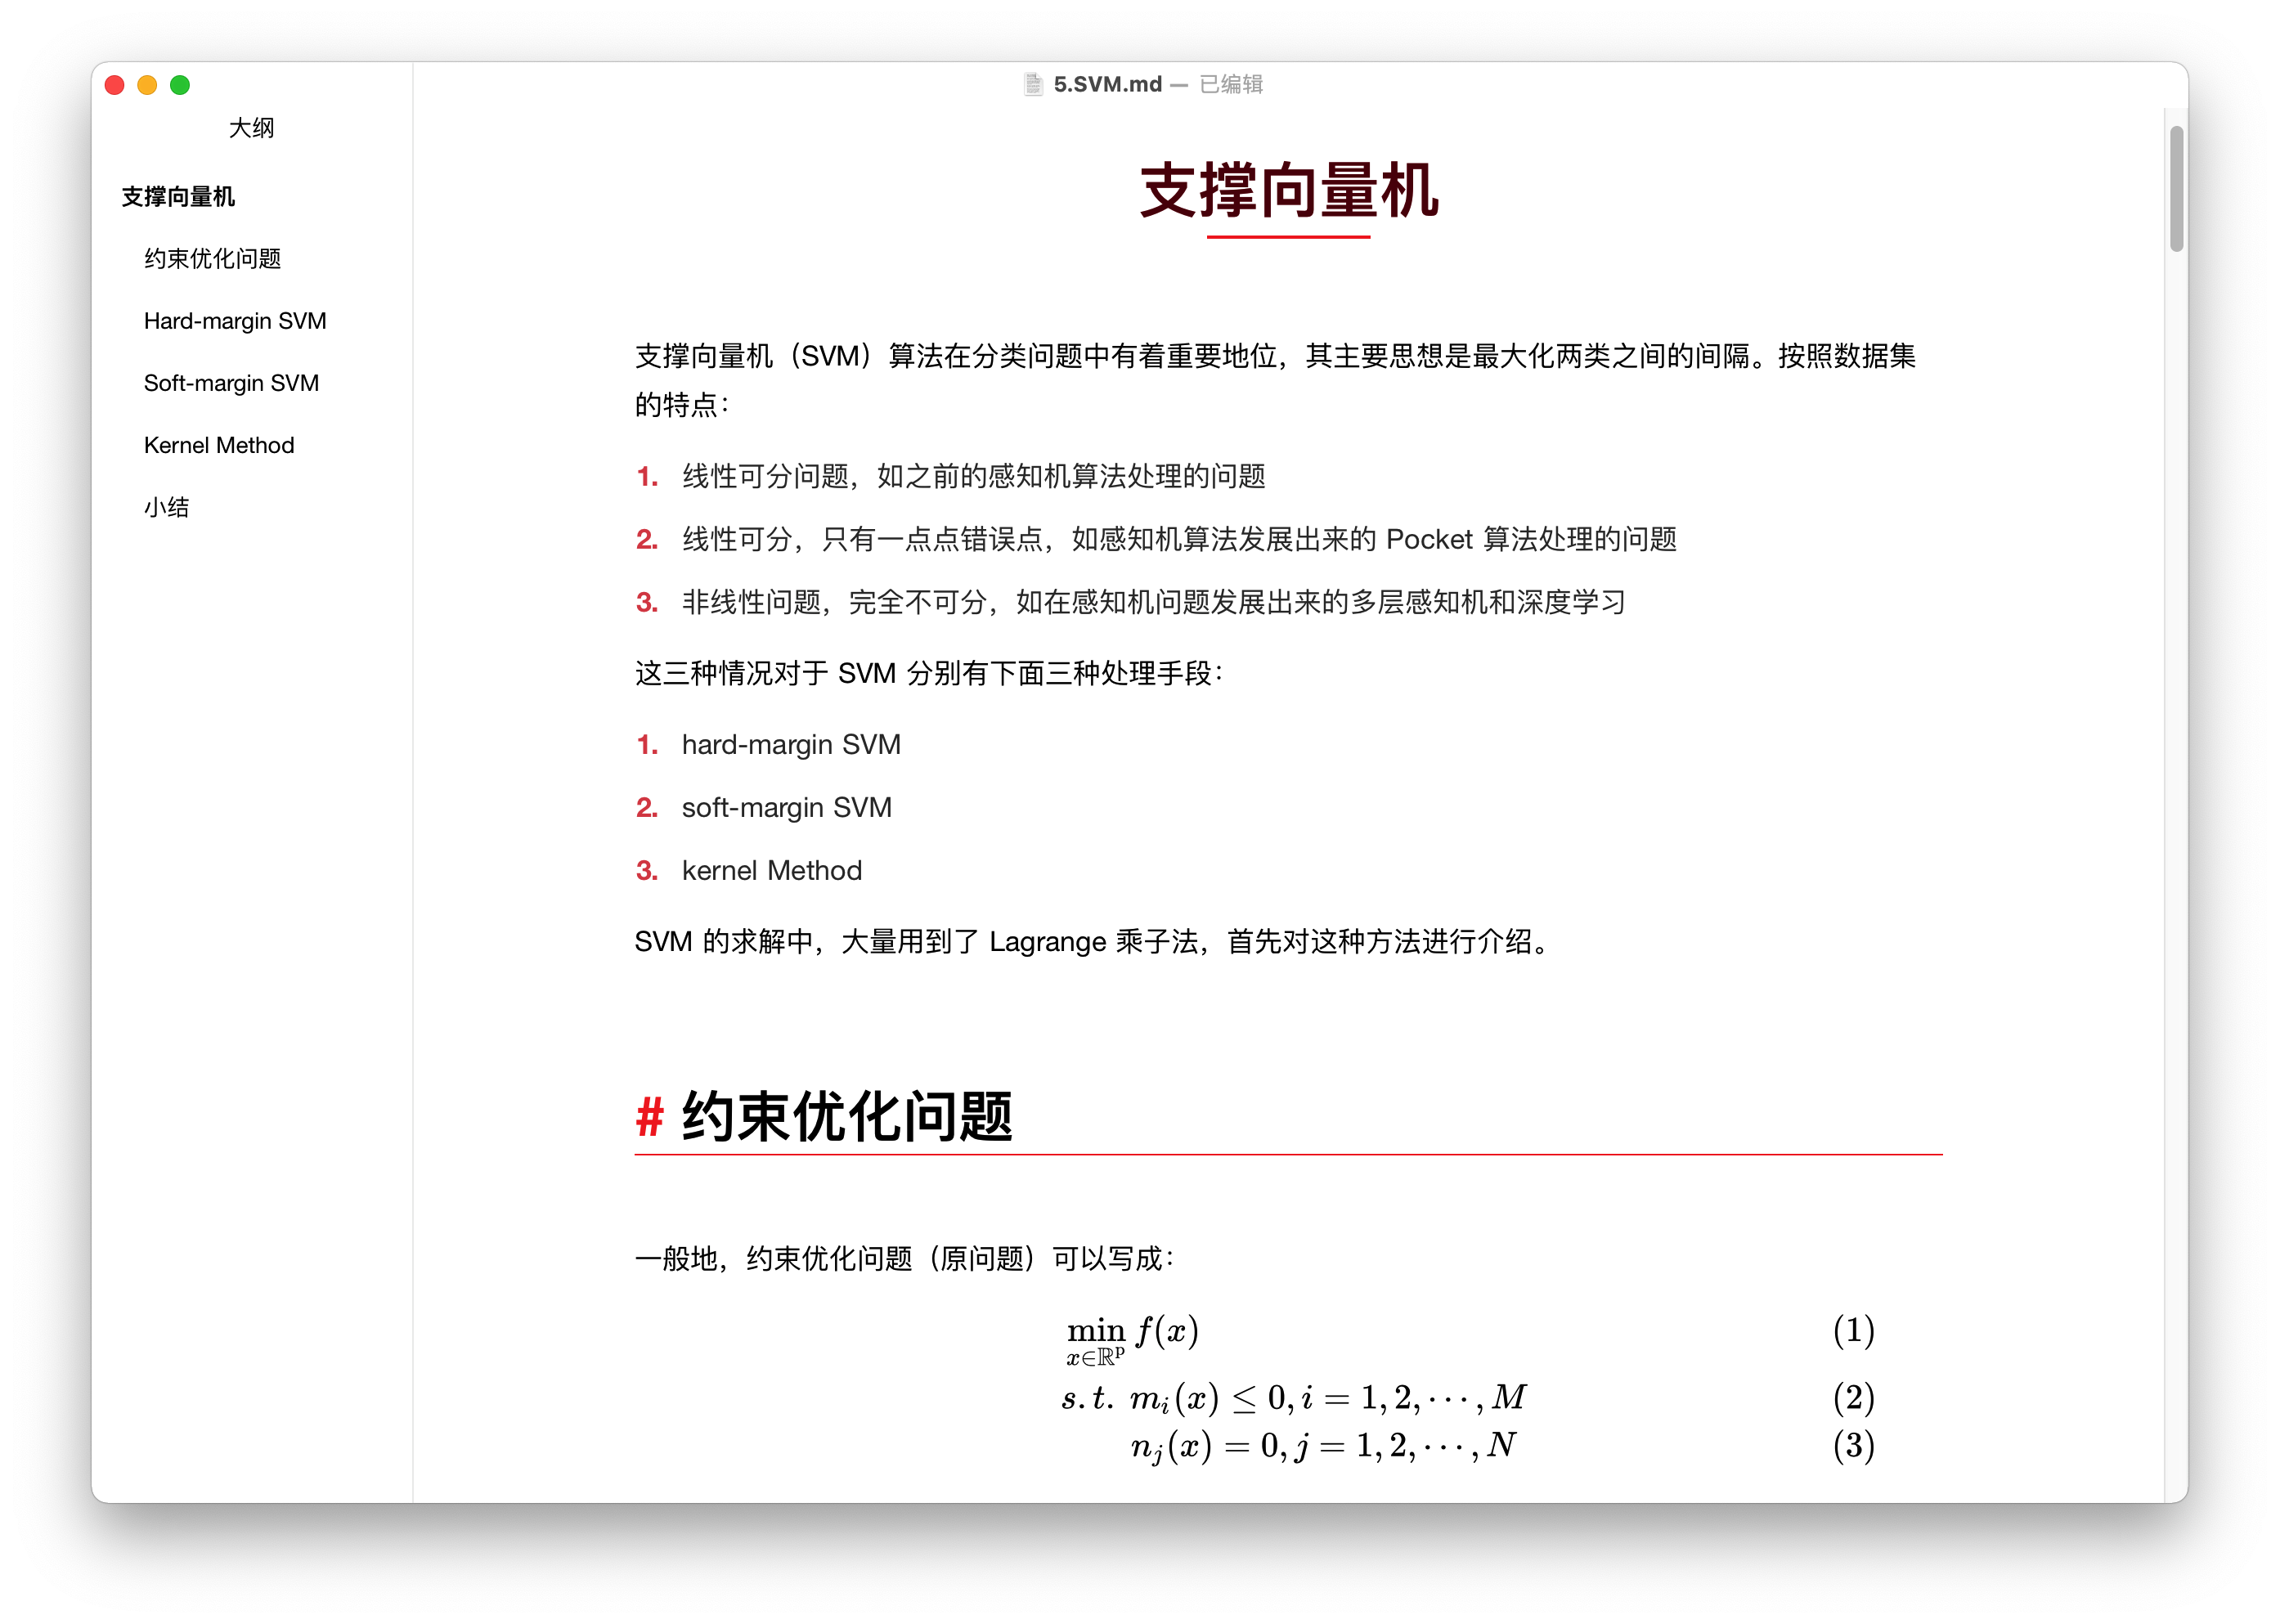 5.SVM.md — 已编辑
大纲
支撑向量机
约束优化问题
Hard-margin SVM
Soft-margin SVM
Kernel Method
小结
支撑向量机
支撑向量机（SVM）算法在分类问题中有着重要地位，其主要思想是最大化两类之间的间隔。按照数据集
的特点：
1. 线性可分问题，如之前的感知机算法处理的问题
2. 线性可分，只有一点点错误点，如感知机算法发展出来的 Pocket 算法处理的问题
3. 非线性问题，完全不可分，如在感知机问题发展出来的多层感知机和深度学习
这三种情况对于 SVM 分别有下面三种处理手段：
1. hard-margin SVM
2. soft-margin SVM
3. kernel Method
SVM 的求解中，大量用到了 Lagrange 乘子法，首先对这种方法进行介绍。
# 约束优化问题
一般地，约束优化问题（原问题）可以写成：
min_{x∈ℝ^p} f(x) (1)
s.t. m_i(x) ≤ 0, i = 1, 2, ⋯, M (2)
n_j(x) = 0, j = 1, 2, ⋯, N (3)